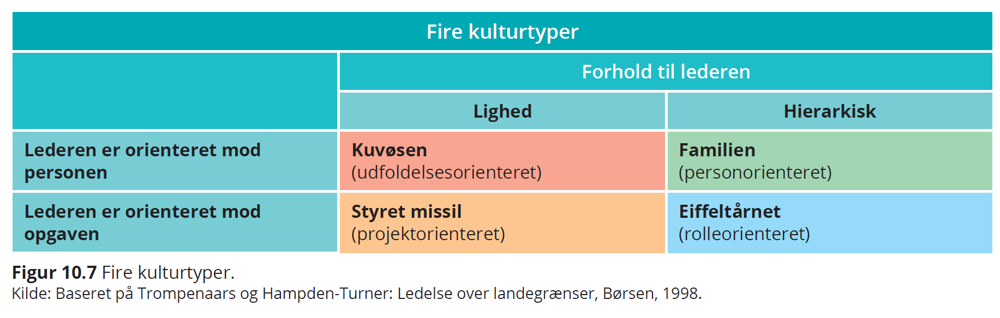 Fire kulturtyper
Forhold til lederen
Lighed
Hierarkisk
Lederen er orienteret mod
personen
Kuvøsen
(udfoldelsesorienteret)
Familien
(personorienteret)
Lederen er orienteret mod
opgaven
Styret missil
(projektorienteret)
Eiffeltårnet
(rolleorienteret)
Figur 10.7 Fire kulturtyper.
Kilde: Baseret på Trompenaars og Hampden-Turner: Ledelse over landegrænser, Børsen, 1998.